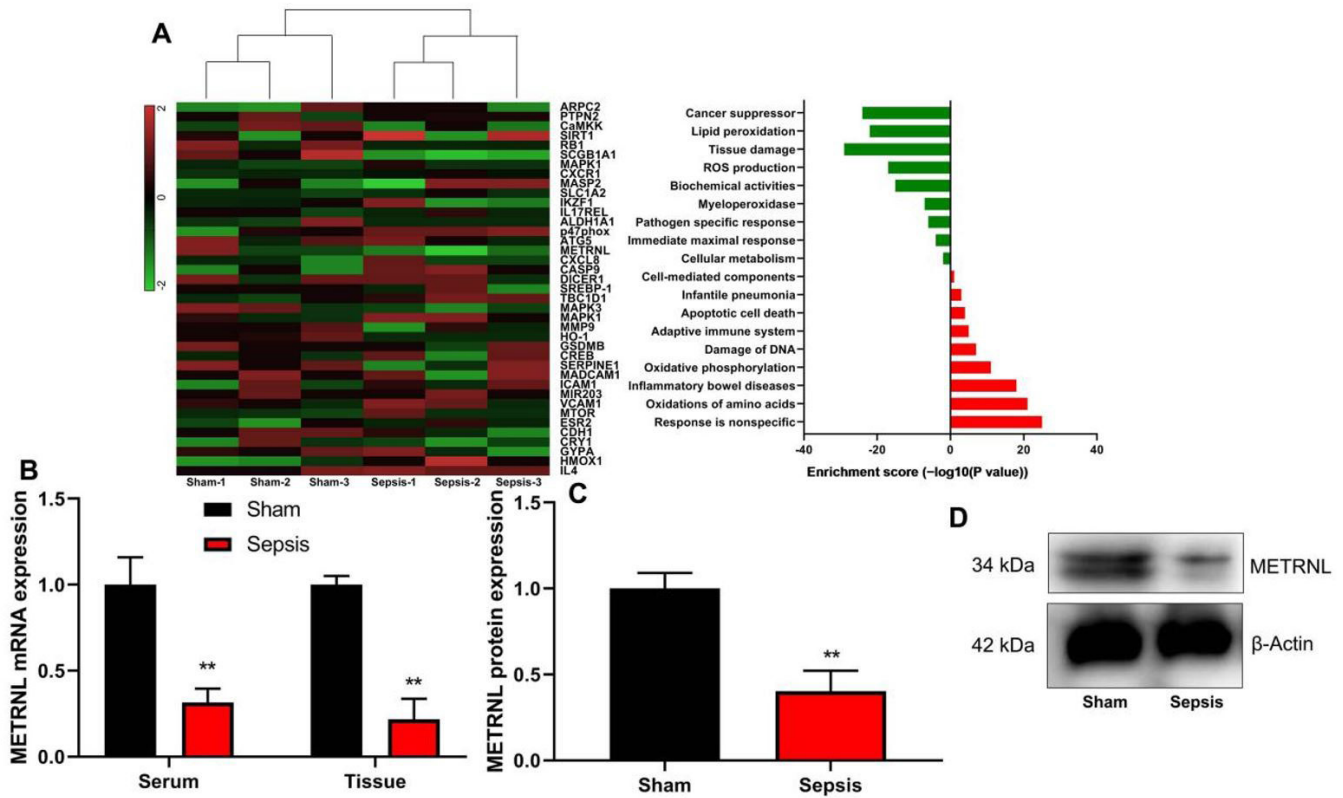 A
2
0
-2
ARPC2
PTPN2
CaMKK
SIRT1
RB1
SCGB1A1
MAPK1
CXCR1
MASP2
SLC1A2
IKZF1
IL17REL
ALDH1A1
p47phox
ATG5
METRNL
CXCL8
CASP9
DICER1
SREBP-1
TBC1D1
MAPK3
MAPK1
MMP9
HO-1
GSDMB
CREB
SERPINE1
MADCAM1
ICAM1
MIR203
VCAM1
MTOR
ESR2
CDH1
CRY1
GYPA
HMOX1
IL4
Sham-1 Sham-2 Sham-3 Sepsis-1 Sepsis-2 Sepsis-3
Cancer suppressor
Lipid peroxidation
Tissue damage
ROS production
Biochemical activities
Myeloperoxidase
Pathogen specific response
Immediate maximal response
Cellular metabolism
Cell-mediated components
Infantile pneumonia
Apoptotic cell death
Adaptive immune system
Damage of DNA
Oxidative phosphorylation
Inflammatory bowel diseases
Oxidations of amino acids
Response is nonspecific
-40 -20 0 20 40
Enrichment score (−log10(P value))
B
METRNL mRNA expression
1.5
1.0
0.5
0.0
Sham
Sepsis
**
**
Serum Tissue
C
METRNL protein expression
1.5
1.0
0.5
0.0
**
Sham Sepsis
D
34 kDa METRNL
42 kDa β-Actin
Sham Sepsis